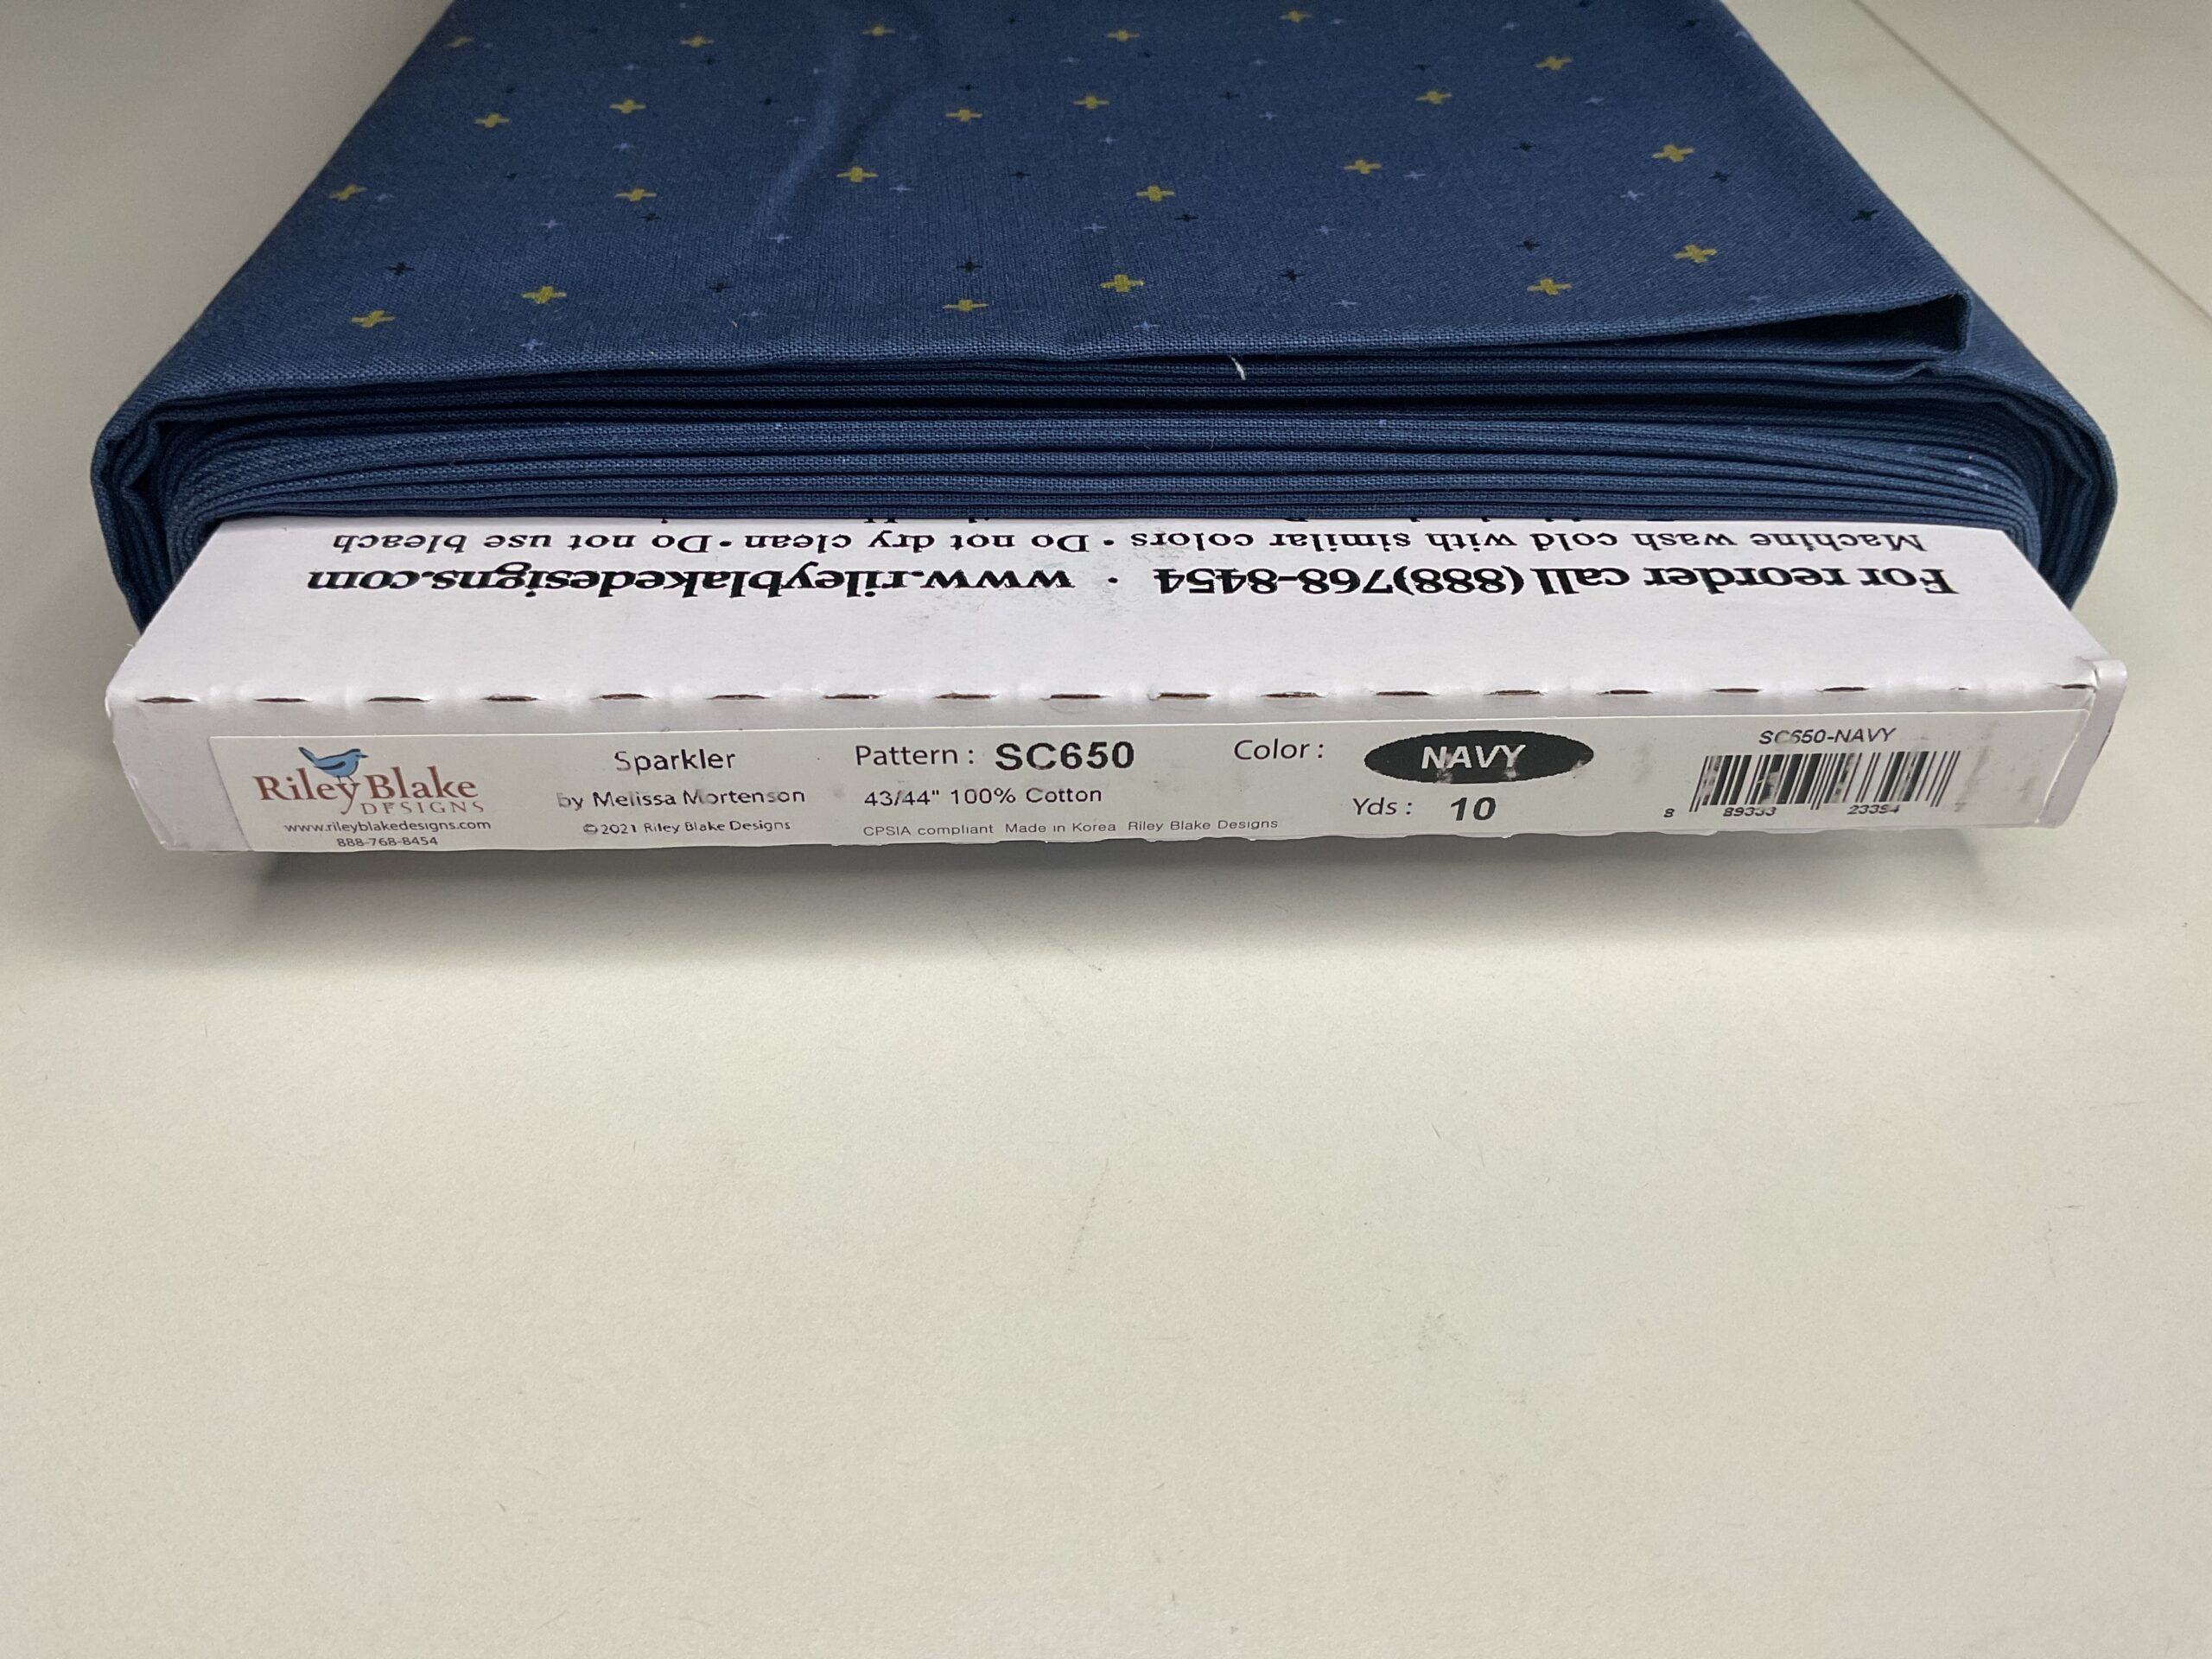 Machine wash cold with similar colors • Do not dry clean • Do not use bleach
For reorder call (888)768-8454 • www.rileyblakedesigns.com
Riley Blake
DESIGNS
www.rileyblakedesigns.com
888-768-8454
Sparkler
by Melissa Mortenson
©2021 Riley Blake Designs
Pattern : SC650
43/44" 100% Cotton
CPSIA compliant Made in Korea Riley Blake Designs
Color : NAVY
Yds : 10
SC650-NAVY
8